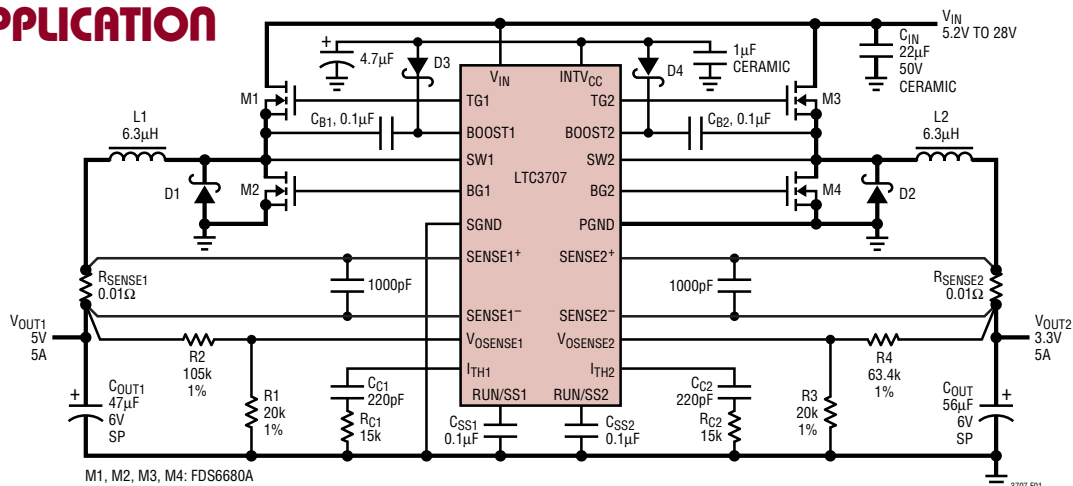 PPLICATION
VIN
5.2V TO 28V
CIN
22µF
50V
CERAMIC
4.7µF
D3
D4
1µF
CERAMIC
VIN
INTVCC
M1
TG1
TG2
M3
L1
6.3µH
CB1, 0.1µF
BOOST1
BOOST2
CB2, 0.1µF
L2
6.3µH
SW1
SW2
LTC3707
D1
M2
BG1
BG2
M4
D2
SGND
PGND
SENSE1+
SENSE2+
RSENSE1
0.01Ω
1000pF
1000pF
RSENSE2
0.01Ω
SENSE1–
SENSE2–
VOUT1
5V
5A
R2
105k
1%
VOSENSE1
VOSENSE2
R4
63.4k
1%
VOUT2
3.3V
5A
ITH1
ITH2
COUT1
47µF
6V
SP
R1
20k
1%
CC1
220pF
RC1
15k
RUN/SS1
RUN/SS2
CSS1
0.1µF
CSS2
0.1µF
CC2
220pF
RC2
15k
R3
20k
1%
COUT
56µF
6V
SP
M1, M2, M3, M4: FDS6680A
3707 F01